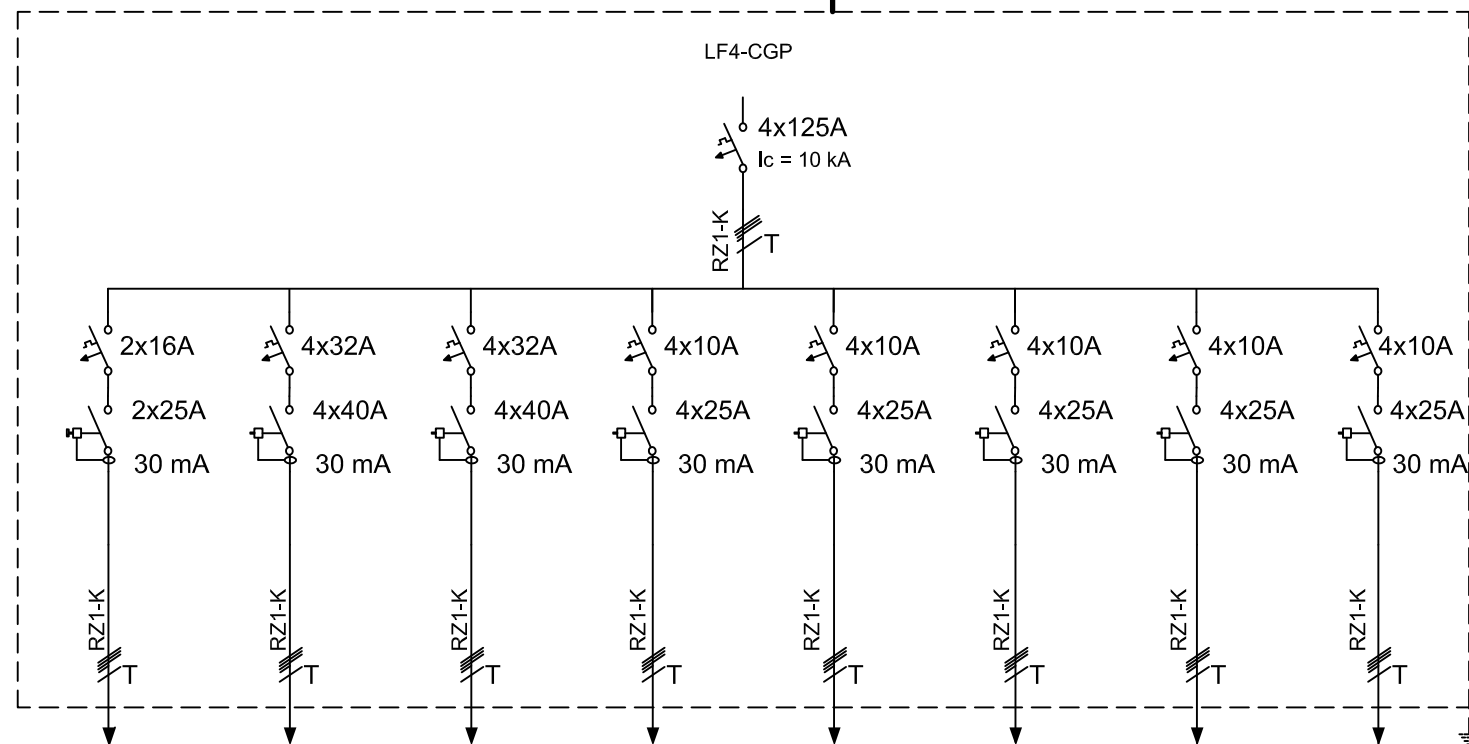 LF4-CGP
4x125A
Ic = 10 kA
RZ1-K
T
2x16A 4x32A 4x32A 4x10A 4x10A 4x10A 4x10A 4x10A
2x25A 4x40A 4x40A 4x25A 4x25A 4x25A 4x25A 4x25A
30 mA 30 mA 30 mA 30 mA 30 mA 30 mA 30 mA 30 mA
RZ1-K RZ1-K RZ1-K RZ1-K RZ1-K RZ1-K RZ1-K RZ1-K
T T T T T T T T